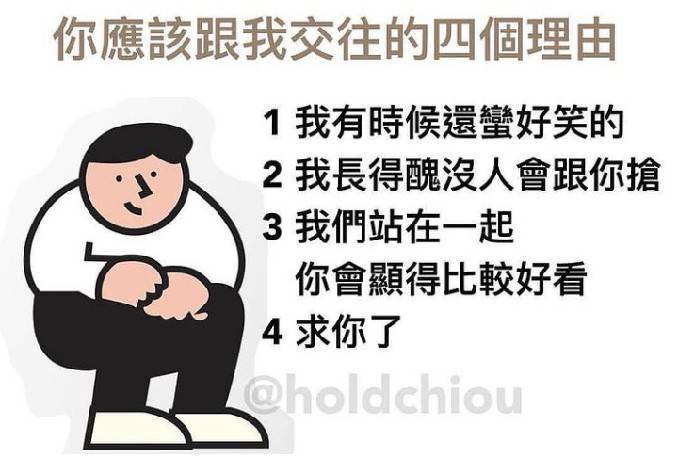 你應該跟我交往的四個理由
1 我有時候還蠻好笑的
2 我長得醜沒人會跟你搶
3 我們站在一起
你會顯得比較好看
4 求你了
@holdchiou